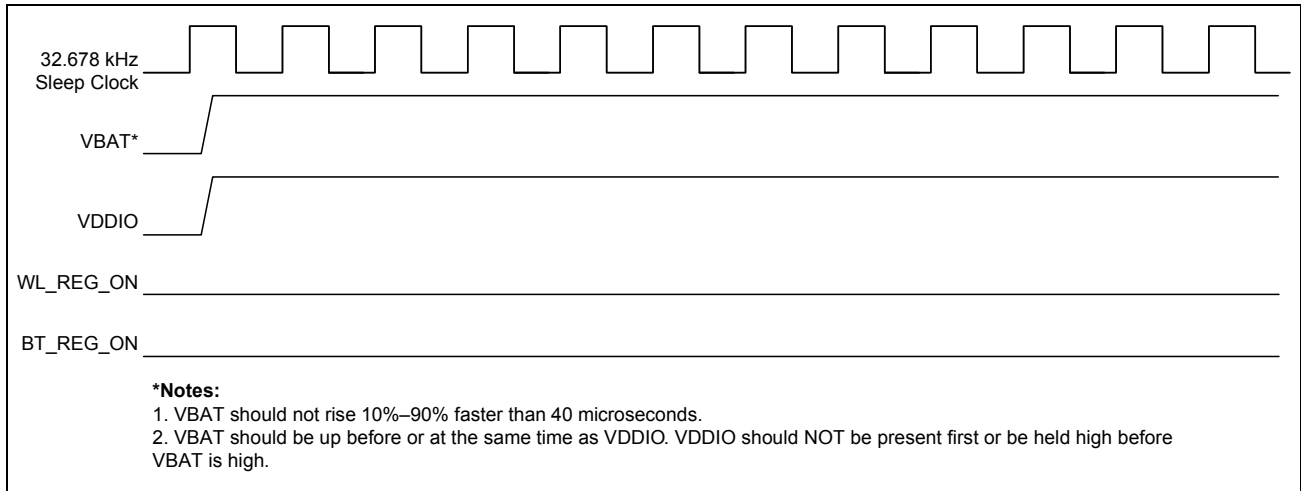 32.678 kHz
Sleep Clock
VBAT*
VDDIO
WL_REG_ON
BT_REG_ON
*Notes:
1. VBAT should not rise 10%–90% faster than 40 microseconds.
2. VBAT should be up before or at the same time as VDDIO. VDDIO should NOT be present first or be held high before
VBAT is high.